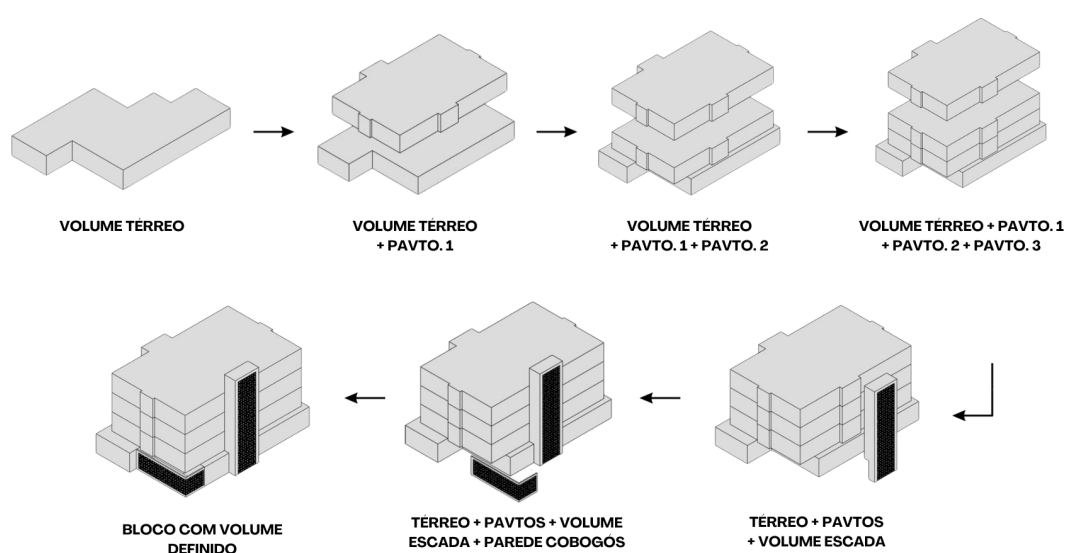 VOLUME TÉRREO
VOLUME TÉRREO
+ PAVTO. 1
VOLUME TÉRREO
+ PAVTO. 1 + PAVTO. 2
VOLUME TÉRREO + PAVTO. 1
+ PAVTO. 2 + PAVTO. 3
BLOCO COM VOLUME
DEFINIDO
TÉRREO + PAVTOS + VOLUME
ESCADA + PAREDE COBOGÓS
TÉRREO + PAVTOS
+ VOLUME ESCADA